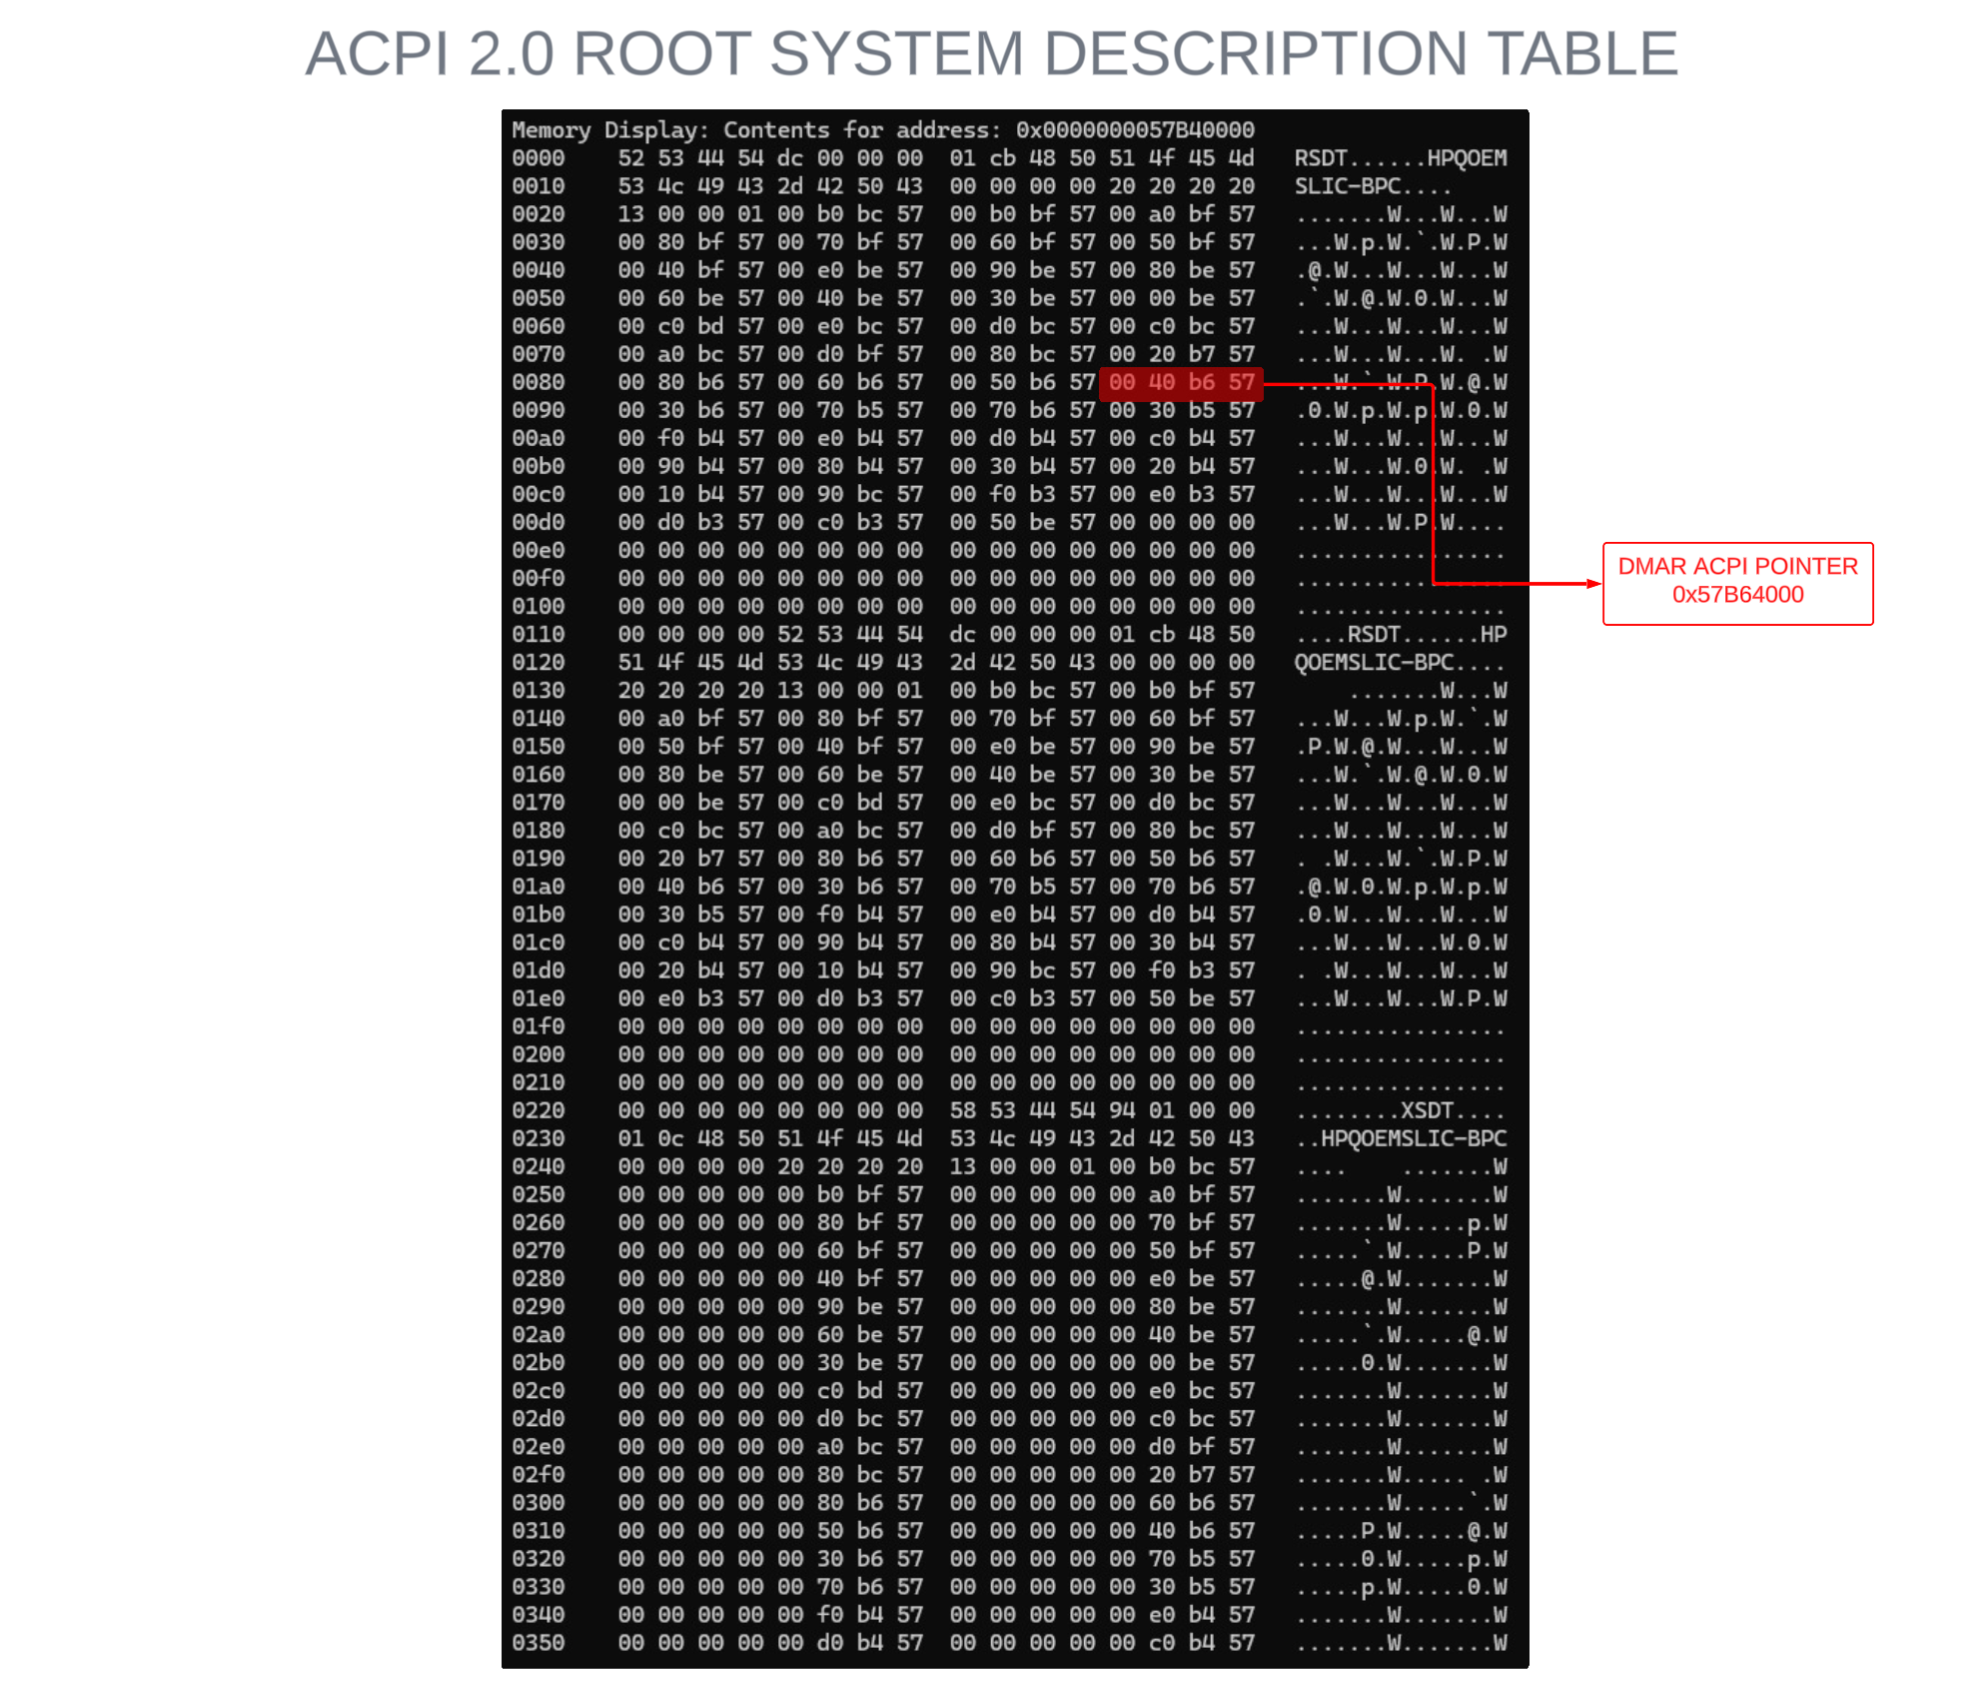 ACPI 2.0 ROOT SYSTEM DESCRIPTION TABLE
Memory Display: Contents for address: 0x0000000057B40000
0000 52 53 44 54 dc 00 00 00 01 cb 48 50 51 4f 45 4d RSDT......HPQOEM
0010 53 4c 49 43 2d 42 50 43 00 00 00 00 20 20 20 20 SLIC-BPC....
0020 13 00 00 01 00 b0 bc 57 00 b0 bf 57 00 a0 bf 57 .......W...W...W
0030 00 80 bf 57 00 70 bf 57 00 60 bf 57 00 50 bf 57 ...W.p.W.`.W.P.W
0040 00 40 bf 57 00 e0 be 57 00 90 be 57 00 80 be 57 .@.W...W...W...W
0050 00 60 be 57 00 40 be 57 00 30 be 57 00 00 be 57 .`.W.@.W.0.W...W
0060 00 c0 bd 57 00 e0 bc 57 00 d0 bc 57 00 c0 bc 57 ...W...W...W...W
0070 00 a0 bc 57 00 d0 bf 57 00 80 bc 57 00 20 b7 57 ...W...W...W. .W
0080 00 80 b6 57 00 60 b6 57 00 50 b6 57 00 40 b6 57 ...W.`.W.P.W.@.W
0090 00 30 b6 57 00 70 b5 57 00 70 b6 57 00 30 b5 57 .0.W.p.W.p.W.0.W
00a0 00 f0 b4 57 00 e0 b4 57 00 d0 b4 57 00 c0 b4 57 ...W...W...W...W
00b0 00 90 b4 57 00 80 b4 57 00 30 b4 57 00 20 b4 57 ...W...W.0.W. .W
00c0 00 10 b4 57 00 90 bc 57 00 f0 b3 57 00 e0 b3 57 ...W...W...W...W
00d0 00 d0 b3 57 00 c0 b3 57 00 50 be 57 00 00 00 00 ...W...W.P.W....
00e0 00 00 00 00 00 00 00 00 00 00 00 00 00 00 00 00 ................
00f0 00 00 00 00 00 00 00 00 00 00 00 00 00 00 00 00 ................
DMAR ACPI POINTER
0x57B64000
0100 00 00 00 00 00 00 00 00 00 00 00 00 00 00 00 00 ................
0110 00 00 00 00 52 53 44 54 dc 00 00 00 01 cb 48 50 ....RSDT......HP
0120 51 4f 45 4d 53 4c 49 43 2d 42 50 43 00 00 00 00 QOEMSLIC-BPC....
0130 20 20 20 20 13 00 00 01 00 b0 bc 57 00 b0 bf 57 .......W...W
0140 00 a0 bf 57 00 80 bf 57 00 70 bf 57 00 60 bf 57 ...W...W.p.W.`.W
0150 00 50 bf 57 00 40 bf 57 00 e0 be 57 00 90 be 57 .P.W.@.W...W...W
0160 00 80 be 57 00 60 be 57 00 40 be 57 00 30 be 57 ...W.`.W.@.W.0.W
0170 00 00 be 57 00 c0 bd 57 00 e0 bc 57 00 d0 bc 57 ...W...W...W...W
0180 00 c0 bc 57 00 a0 bc 57 00 d0 bf 57 00 80 bc 57 ...W...W...W...W
0190 00 20 b7 57 00 80 b6 57 00 60 b6 57 00 50 b6 57 . .W...W.`.W.P.W
01a0 00 40 b6 57 00 30 b6 57 00 70 b5 57 00 70 b6 57 .@.W.0.W.p.W.p.W
01b0 00 30 b5 57 00 f0 b4 57 00 e0 b4 57 00 d0 b4 57 .0.W...W...W...W
01c0 00 c0 b4 57 00 90 b4 57 00 80 b4 57 00 30 b4 57 ...W...W...W.0.W
01d0 00 20 b4 57 00 10 b4 57 00 90 bc 57 00 f0 b3 57 . .W...W...W...W
01e0 00 e0 b3 57 00 d0 b3 57 00 c0 b3 57 00 50 be 57 ...W...W...W.P.W
01f0 00 00 00 00 00 00 00 00 00 00 00 00 00 00 00 00 ................
0200 00 00 00 00 00 00 00 00 00 00 00 00 00 00 00 00 ................
0210 00 00 00 00 00 00 00 00 00 00 00 00 00 00 00 00 ................
0220 00 00 00 00 00 00 00 00 58 53 44 54 94 01 00 00 ........XSDT....
0230 01 0c 48 50 51 4f 45 4d 53 4c 49 43 2d 42 50 43 ..HPQOEMSLIC-BPC
0240 00 00 00 00 20 20 20 20 13 00 00 01 00 b0 bc 57 .... .......W
0250 00 00 00 00 00 b0 bf 57 00 00 00 00 00 a0 bf 57 .......W.......W
0260 00 00 00 00 00 80 bf 57 00 00 00 00 00 70 bf 57 .......W.....p.W
0270 00 00 00 00 00 60 bf 57 00 00 00 00 00 50 bf 57 .....`.W.....P.W
0280 00 00 00 00 00 40 bf 57 00 00 00 00 00 e0 be 57 .....@.W.......W
0290 00 00 00 00 00 90 be 57 00 00 00 00 00 80 be 57 .......W.......W
02a0 00 00 00 00 00 60 be 57 00 00 00 00 00 40 be 57 .....`.W.....@.W
02b0 00 00 00 00 00 30 be 57 00 00 00 00 00 00 be 57 .....0.W.......W
02c0 00 00 00 00 00 c0 bd 57 00 00 00 00 00 e0 bc 57 .......W.......W
02d0 00 00 00 00 00 d0 bc 57 00 00 00 00 00 c0 bc 57 .......W.......W
02e0 00 00 00 00 00 a0 bc 57 00 00 00 00 00 d0 bf 57 .......W.......W
02f0 00 00 00 00 00 80 bc 57 00 00 00 00 00 20 b7 57 .......W..... .W
0300 00 00 00 00 00 80 b6 57 00 00 00 00 00 60 b6 57 .......W.....`.W
0310 00 00 00 00 00 50 b6 57 00 00 00 00 00 40 b6 57 .....P.W.....@.W
0320 00 00 00 00 00 30 b6 57 00 00 00 00 00 70 b5 57 .....0.W.....p.W
0330 00 00 00 00 00 70 b6 57 00 00 00 00 00 30 b5 57 .....p.W.....0.W
0340 00 00 00 00 00 f0 b4 57 00 00 00 00 00 e0 b4 57 .......W.......W
0350 00 00 00 00 00 d0 b4 57 00 00 00 00 00 c0 b4 57 .......W.......W